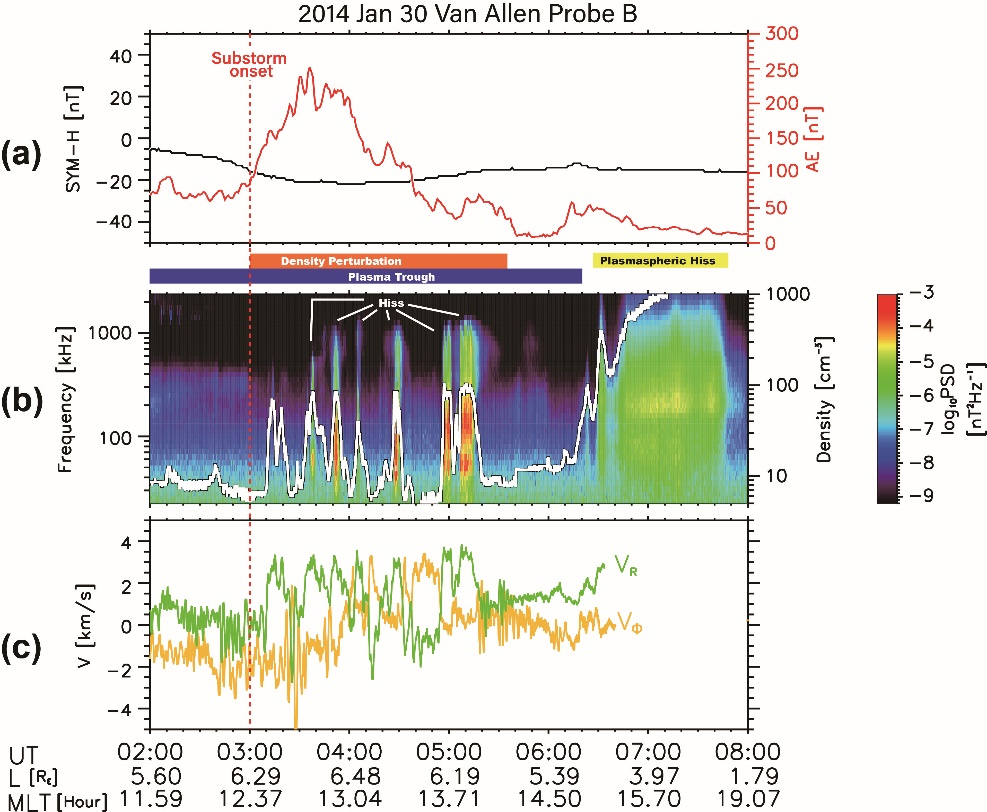 2014 Jan 30 Van Allen Probe B
(a)
SYM−H [nT]
40
20
0
−20
−40
Substorm
onset
300
250
200
150
100
50
0
AE [nT]
Density Perturbation
Plasma Trough
Plasmaspheric Hiss
(b)
Frequency [kHz]
1000
100
Hiss
1000
100
10
Density [cm⁻³]
−3
−4
−5
−6
−7
−8
−9
log₁₀PSD
[nT²Hz⁻¹]
(c)
V [km/s]
4
2
0
−2
−4
V_R
V_Φ
UT 02:00 03:00 04:00 05:00 06:00 07:00 08:00
L [Rε] 5.60 6.29 6.48 6.19 5.39 3.97 1.79
MLT [Hour] 11.59 12.37 13.04 13.71 14.50 15.70 19.07